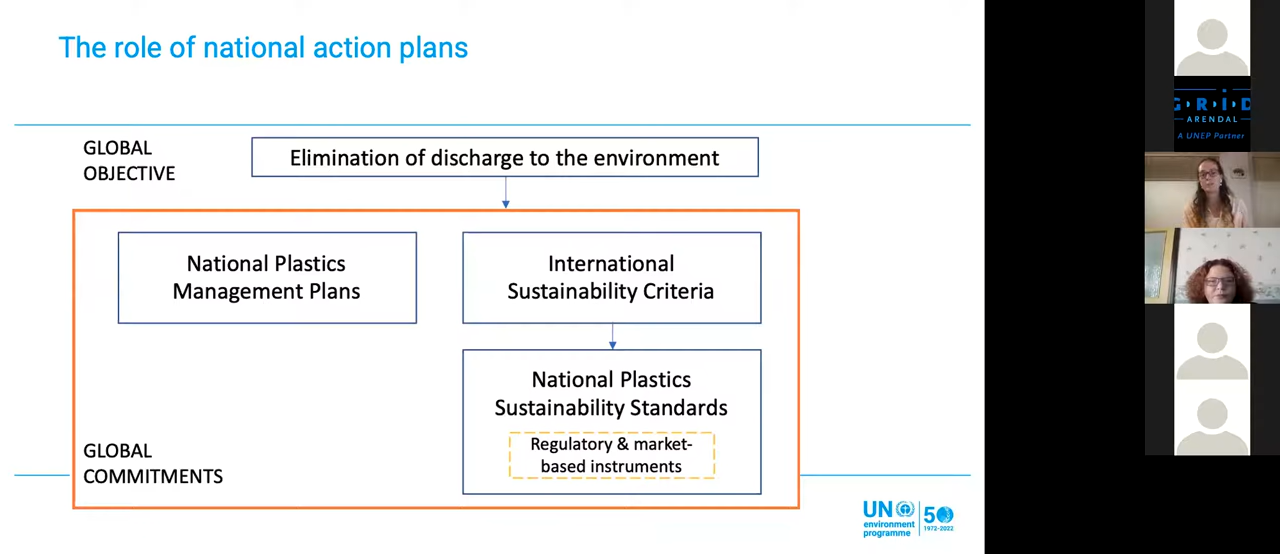 The role of national action plans
GLOBAL
OBJECTIVE
Elimination of discharge to the environment
National Plastics
Management Plans
International
Sustainability Criteria
National Plastics
Sustainability Standards
Regulatory & market-
based instruments
GLOBAL
COMMITMENTS
UN
environment
programme
50
1972-2022
GRID
ARENDAL
A UNEP Partner